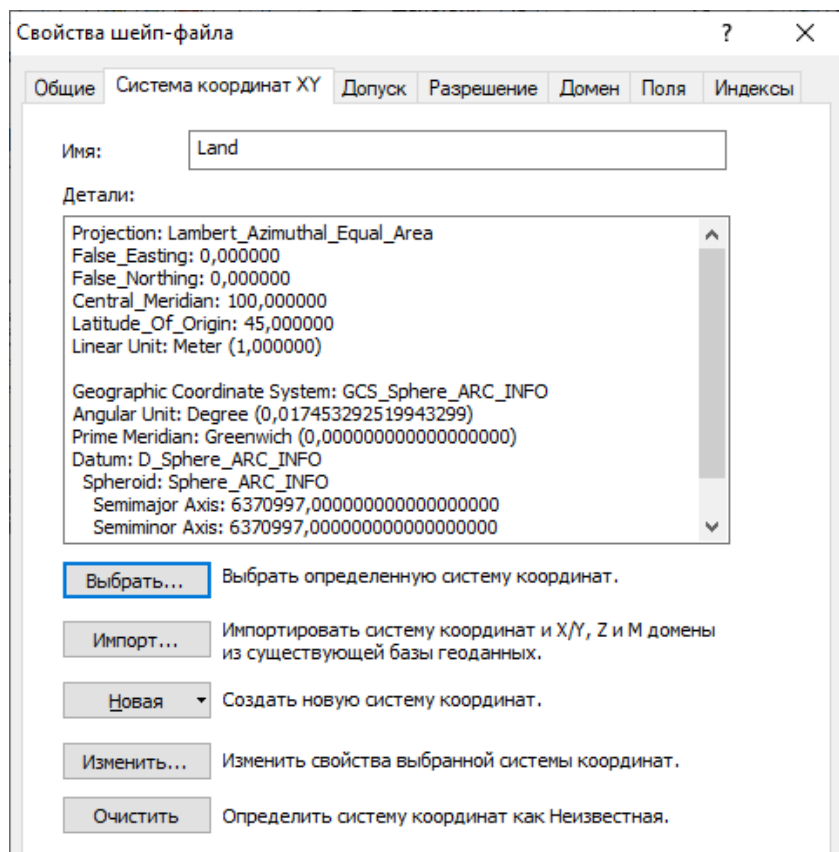 Свойства шейп-файла ? X
Общие Система координат XY Допуск Разрешение Домен Поля Индексы
Имя: Land
Детали:
Projection: Lambert_Azimuthal_Equal_Area
False_Easting: 0,000000
False_Northing: 0,000000
Central_Meridian: 100,000000
Latitude_Of_Origin: 45,000000
Linear Unit: Meter (1,000000)
Geographic Coordinate System: GCS_Sphere_ARC_INFO
Angular Unit: Degree (0,017453292519943299)
Prime Meridian: Greenwich (0,000000000000000000)
Datum: D_Sphere_ARC_INFO
Spheroid: Sphere_ARC_INFO
Semimajor Axis: 6370997,000000000000000000
Semiminor Axis: 6370997,000000000000000000
Выбрать... Выбрать определенную систему координат.
Импорт... Импортировать систему координат и X/Y, Z и M домены
из существующей базы геоданных.
Новая Создать новую систему координат.
Изменить... Изменить свойства выбранной системы координат.
Очистить Определить систему координат как Неизвестная.